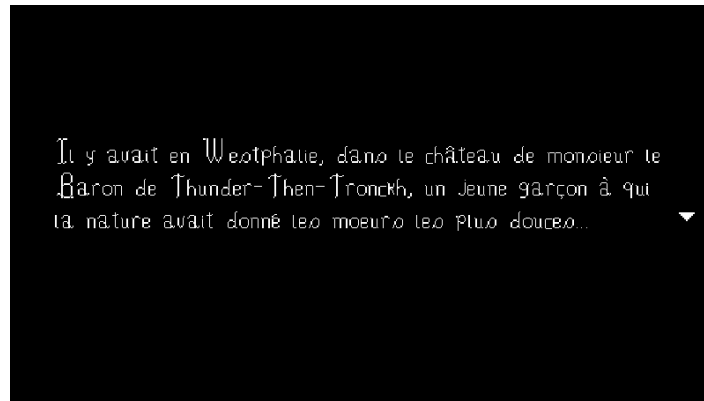 Il y avait en Westphalie, dans le château de monsieur le
Baron de Thunder-Then-Tronckh, un jeune garçon à qui
la nature avait donné les moeurs les plus douces...